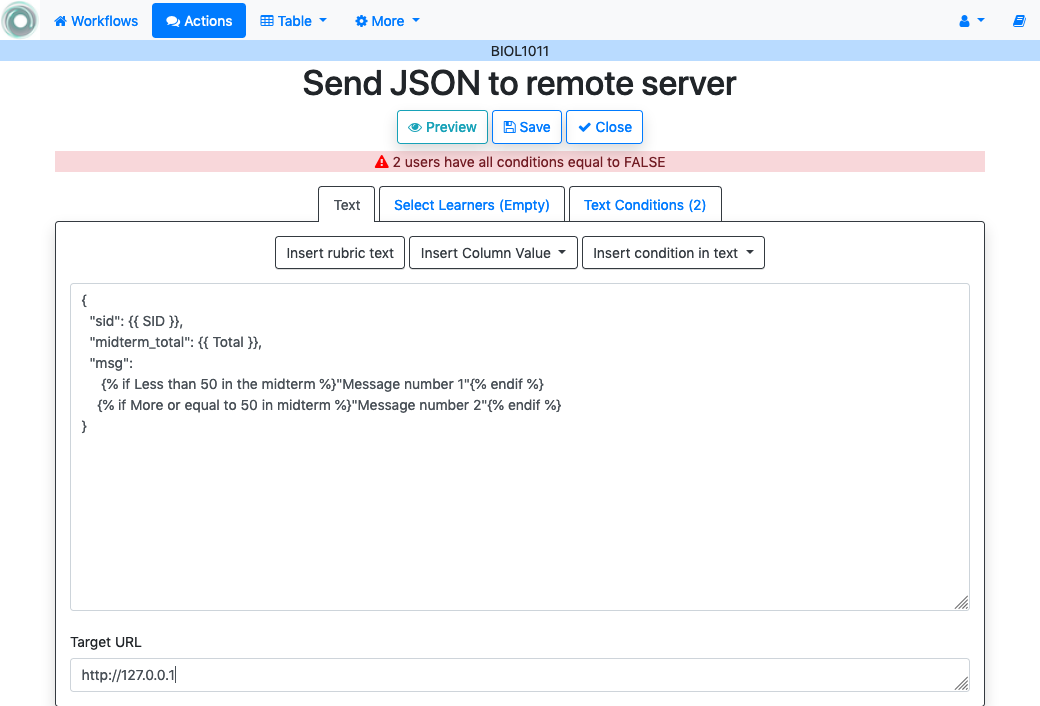 Workflows Actions Table More
BIOL1011
Send JSON to remote server
Preview Save Close
2 users have all conditions equal to FALSE
Text Select Learners (Empty) Text Conditions (2)
Insert rubric text Insert Column Value Insert condition in text
{
"sid": {{ SID }},
"midterm_total": {{ Total }},
"msg":
{% if Less than 50 in the midterm %}"Message number 1"{% endif %}
{% if More or equal to 50 in midterm %}"Message number 2"{% endif %}
}
Target URL
http://127.0.0.1